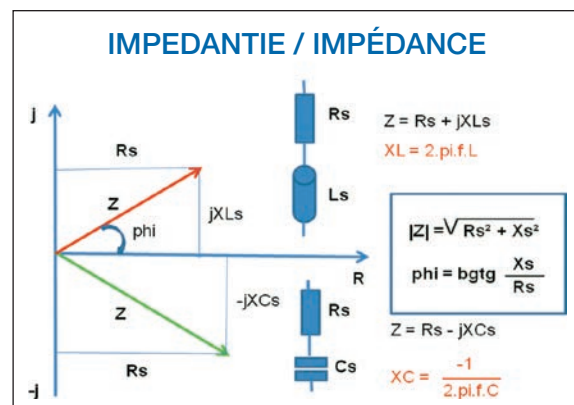 IMPEDANTIE / IMPÉDANCE
j
Rs
Z
phi
jXLs
R
-jXCs
Z
Rs
-j
Rs
Ls
Z = Rs + jXLs
XL = 2.pi.f.L
|Z| = √Rs² + Xs²
phi = bgtg Xs
Rs
Rs
Cs
Z = Rs - jXCs
XC = -1
2.pi.f.C